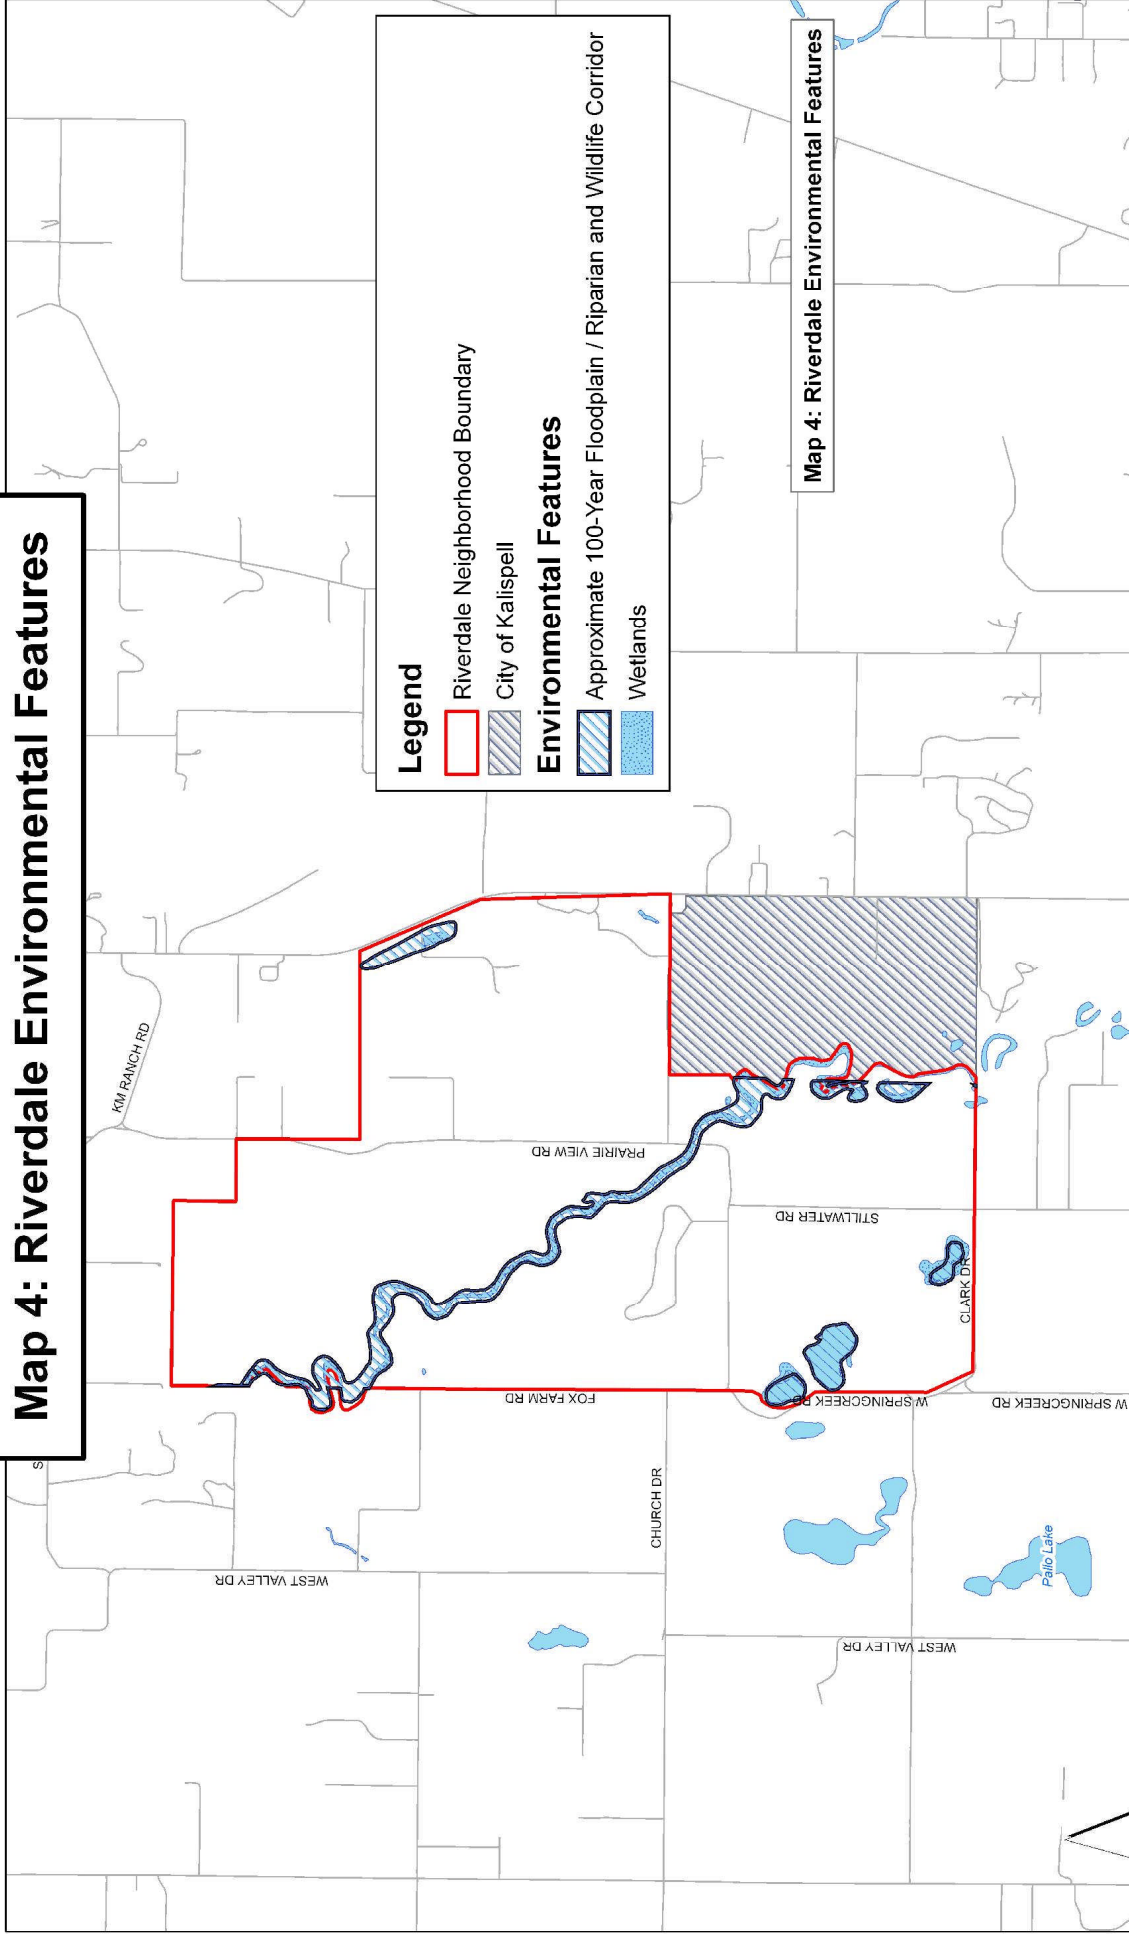 Map 4: Riverdale Environmental Features
Legend
Riverdale Neighborhood Boundary
City of Kalispell
Environmental Features
Approximate 100-Year Floodplain / Riparian and Wildlife Corridor
Wetlands
Map 4: Riverdale Environmental Features
KM RANCH RD
PRAIRIE VIEW RD
STILLWATER RD
CLARK DR
FOX FARM RD
W SPRINGCREEK RD
W SPRINGCREEK RD
CHURCH DR
WEST VALLEY DR
WEST VALLEY DR
Lake
S